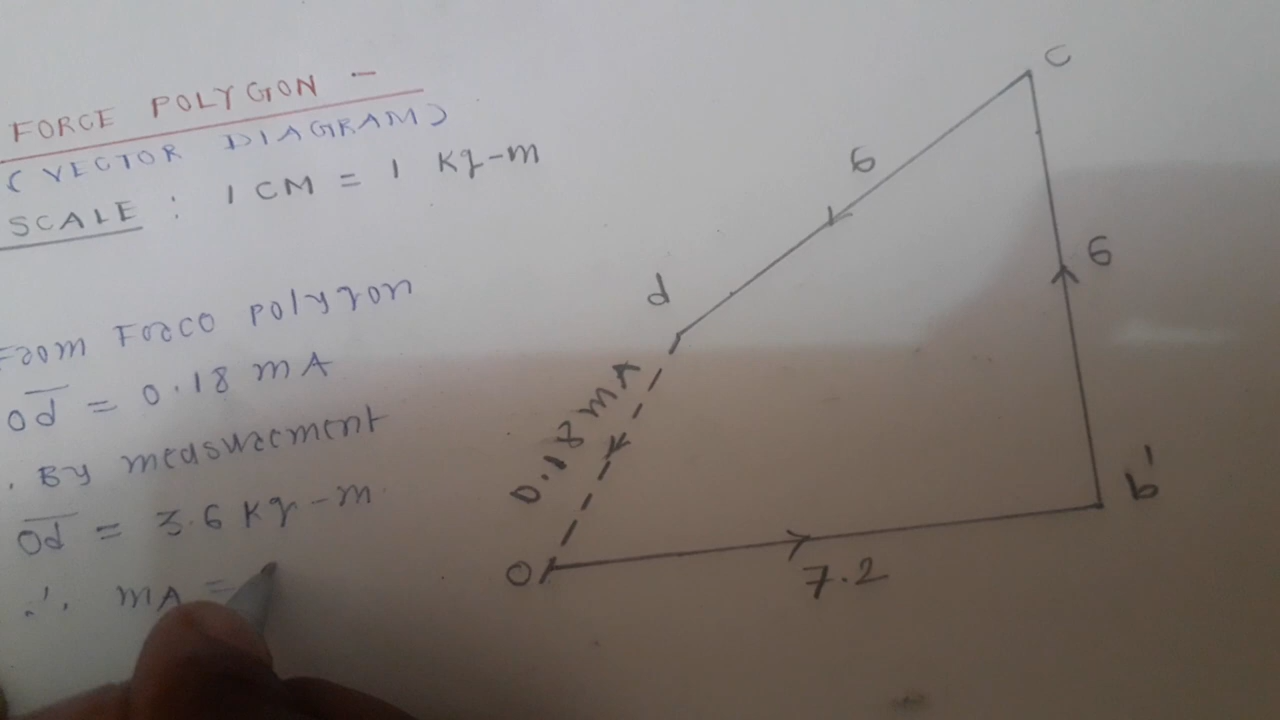 FORCE POLYGON -
(VECTOR DIAGRAM)
SCALE : 1 CM = 1 Kg-m
From Force polygon
od = 0.18 mA
. By measurement
od = 3.6 Kg-m.
∴ mA =
c
6
d
6
0.18 mA
b'
o
7.2